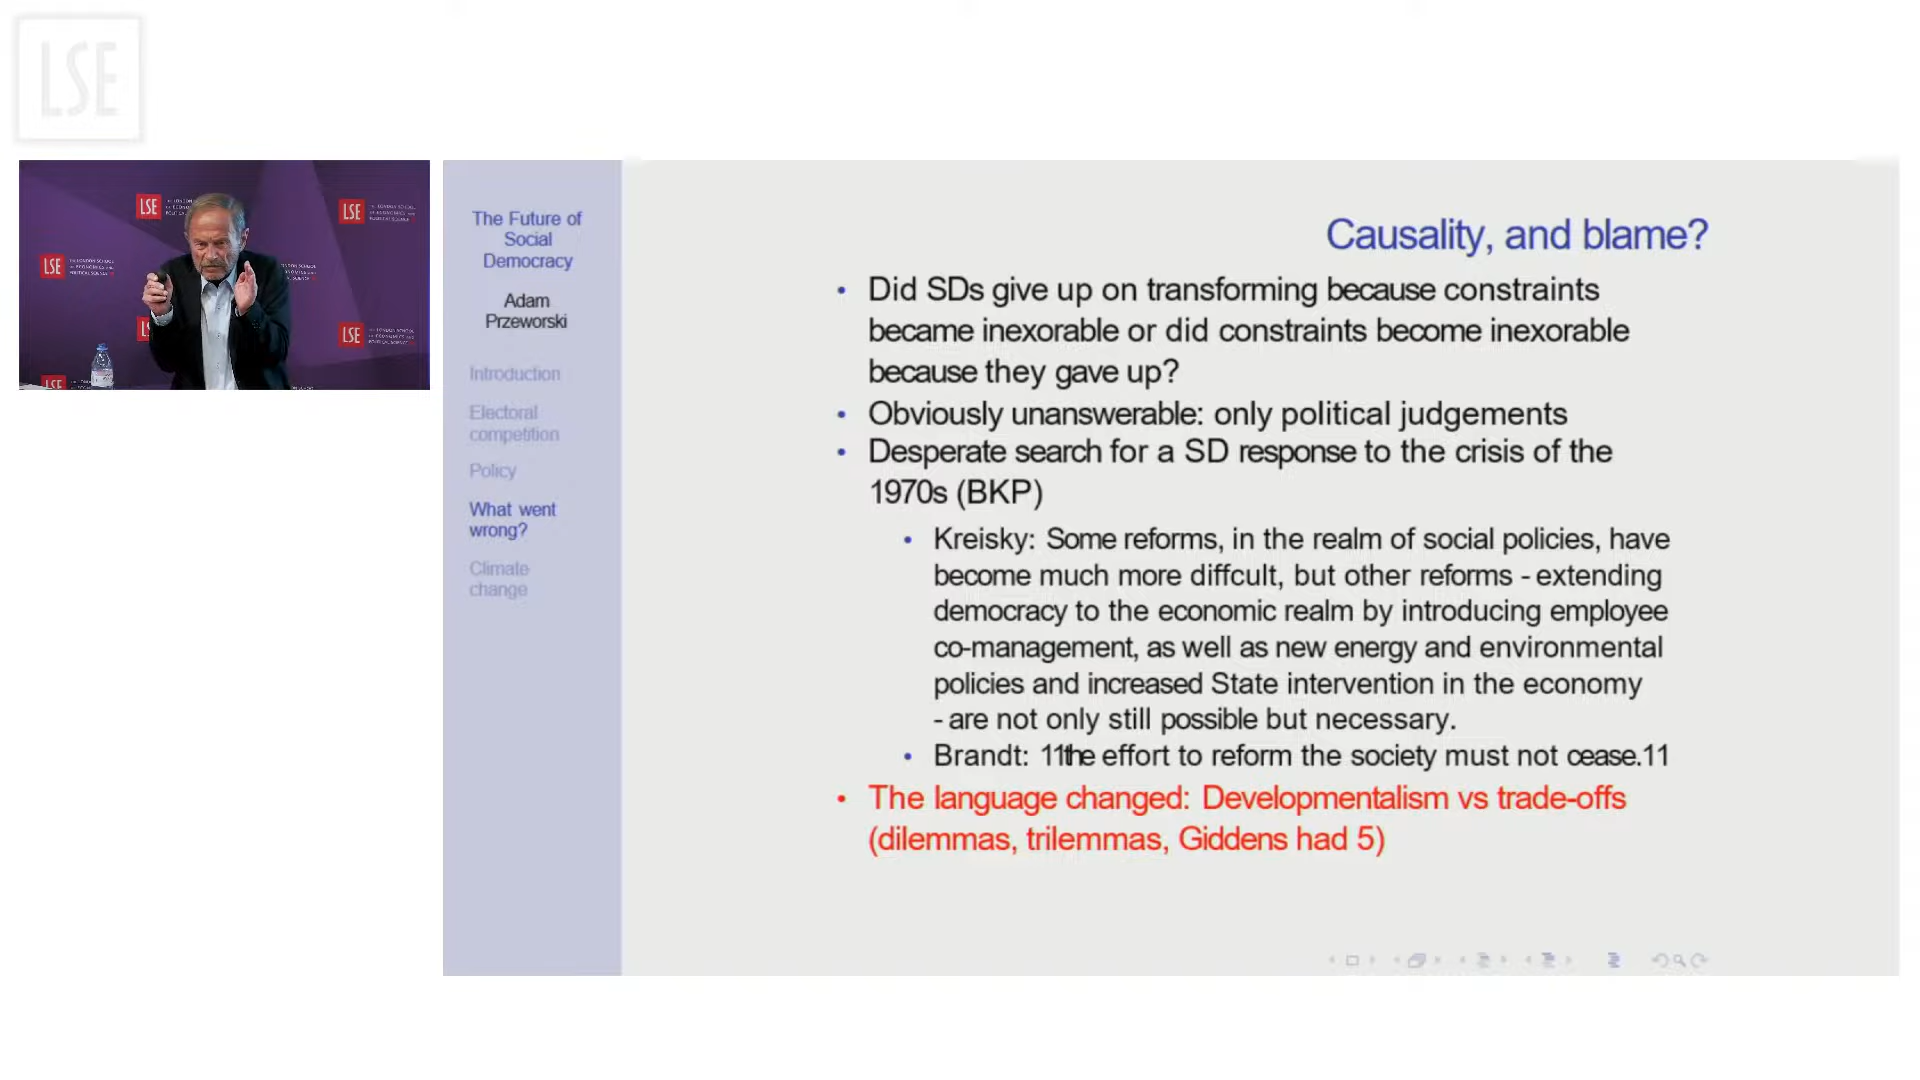 LSE
LSE
LSE
LSE
LSE
LSE
The Future of
Social
Democracy
Adam
Przeworski
Introduction
Electoral
competition
Policy
What went
wrong?
Climate
change
Causality, and blame?
• Did SDs give up on transforming because constraints
became inexorable or did constraints become inexorable
because they gave up?
• Obviously unanswerable: only political judgements
• Desperate search for a SD response to the crisis of the
1970s (BKP)
• Kreisky: Some reforms, in the realm of social policies, have
become much more diffcult, but other reforms - extending
democracy to the economic realm by introducing employee
co-management, as well as new energy and environmental
policies and increased State intervention in the economy
- are not only still possible but necessary.
• Brandt: 11the effort to reform the society must not cease.11
• The language changed: Developmentalism vs trade-offs
(dilemmas, trilemmas, Giddens had 5)